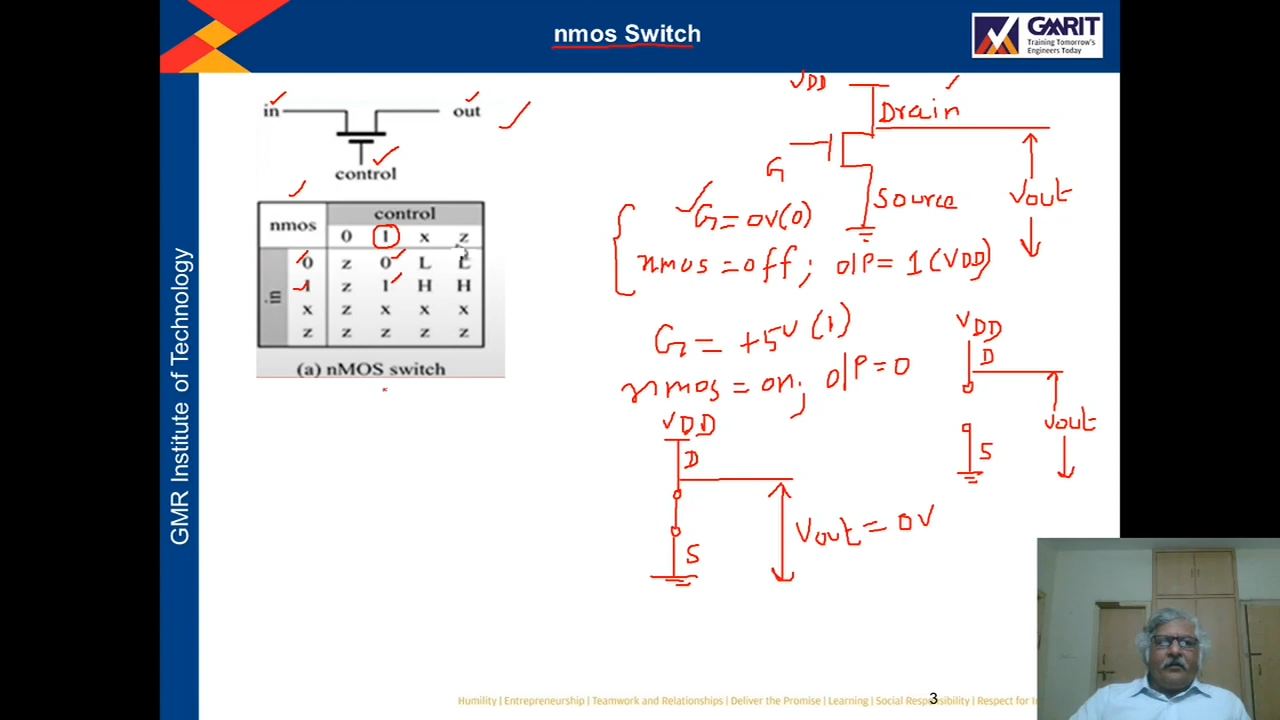 nmos Switch
GMRIT
Training Tomorrow's
Engineers Today
GMR Institute of Technology
in
out
control
nmos
control
0 1 x z
in
0 z 0 L L
1 z 1 H H
x z x x x
z z z z z
(a) nMOS switch
VDD
Drain
G
Source
Vout
G = 0V(0)
nmos = off; O/P = 1 (VDD)
G = +5V (1)
nmos = on; O/P = 0
VDD
D
S
Vout = 0V
VDD
D
S
Vout
Humility | Entrepreneurship | Teamwork and Relationships | Deliver the Promise | Learning | Social Responsibility | Respect for
3